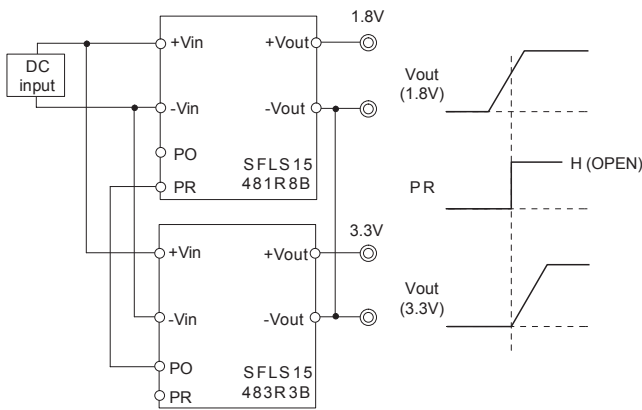 DC
input
+Vin
-Vin
PO
PR
+Vout
-Vout
SFLS15
481R8B
1.8V
+Vin
-Vin
PO
PR
+Vout
-Vout
SFLS15
483R3B
3.3V
Vout
(1.8V)
PR
H (OPEN)
Vout
(3.3V)